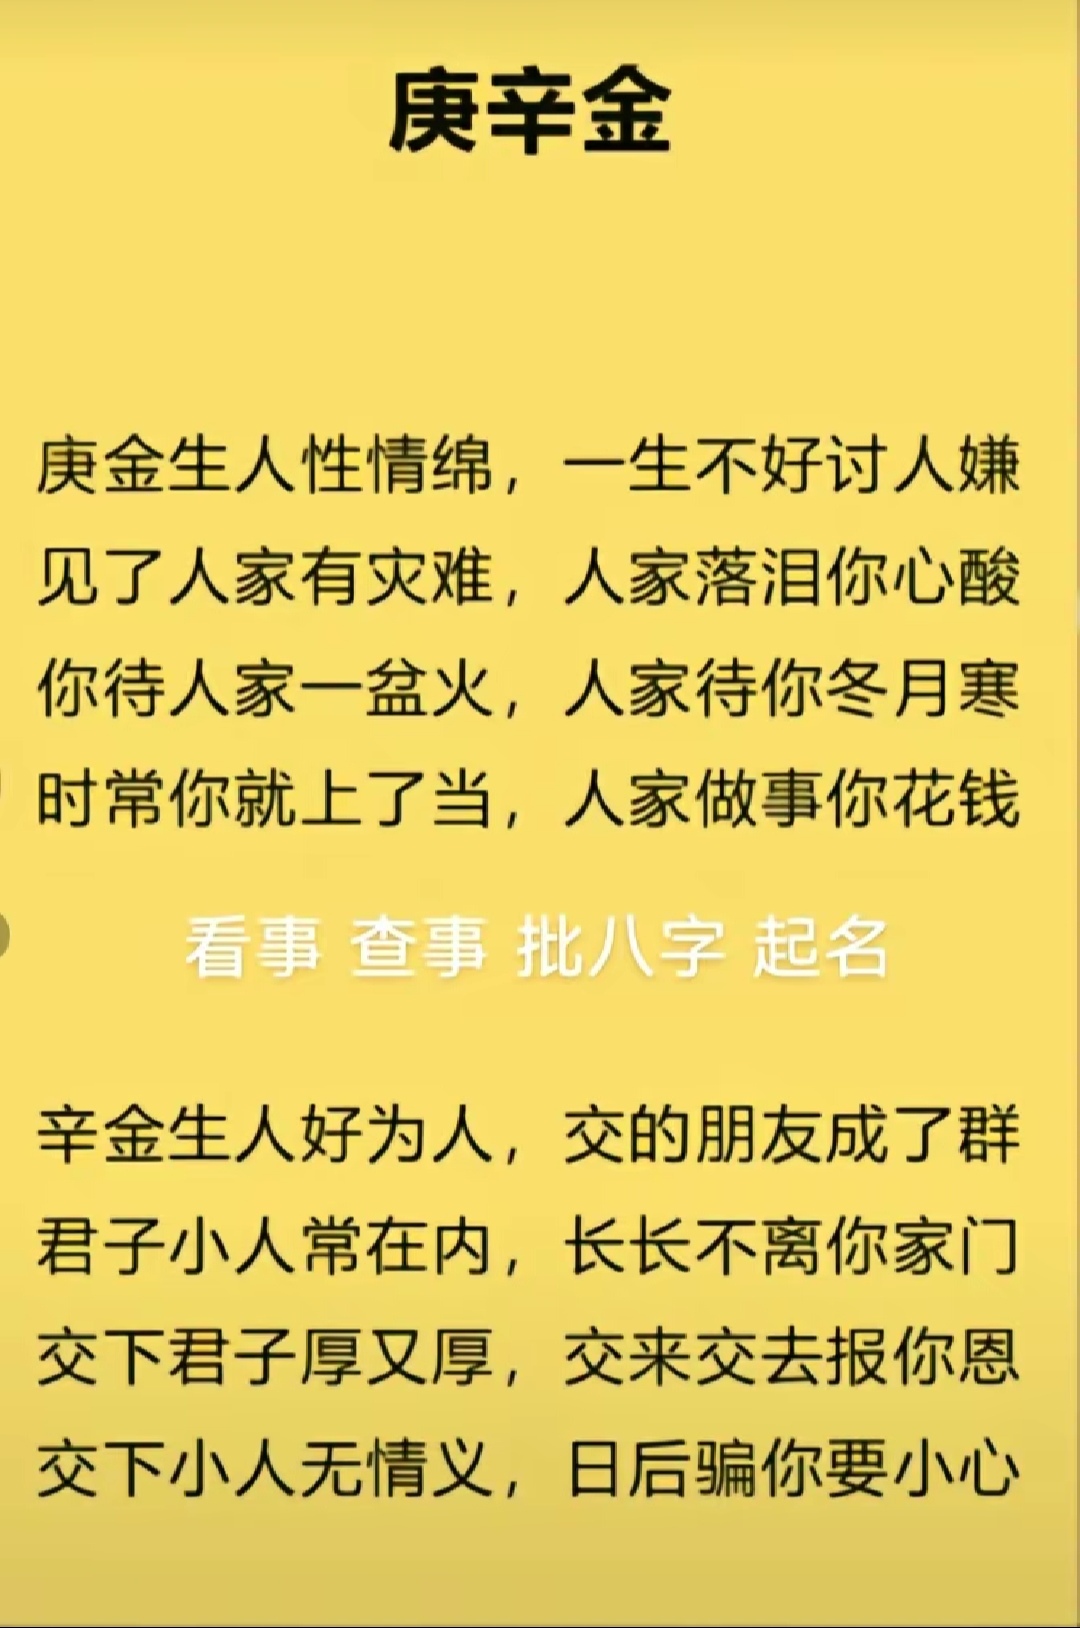 庚辛金
庚金生人性情绵，一生不好讨人嫌
见了人家有灾难，人家落泪你心酸
你待人家一盆火，人家待你冬月寒
时常你就上了当，人家做事你花钱
看事 查事 批八字 起名
辛金生人好为人，交的朋友成了群
君子小人常在内，长长不离你家门
交下君子厚又厚，交来交去报你恩
交下小人无情义，日后骗你要小心